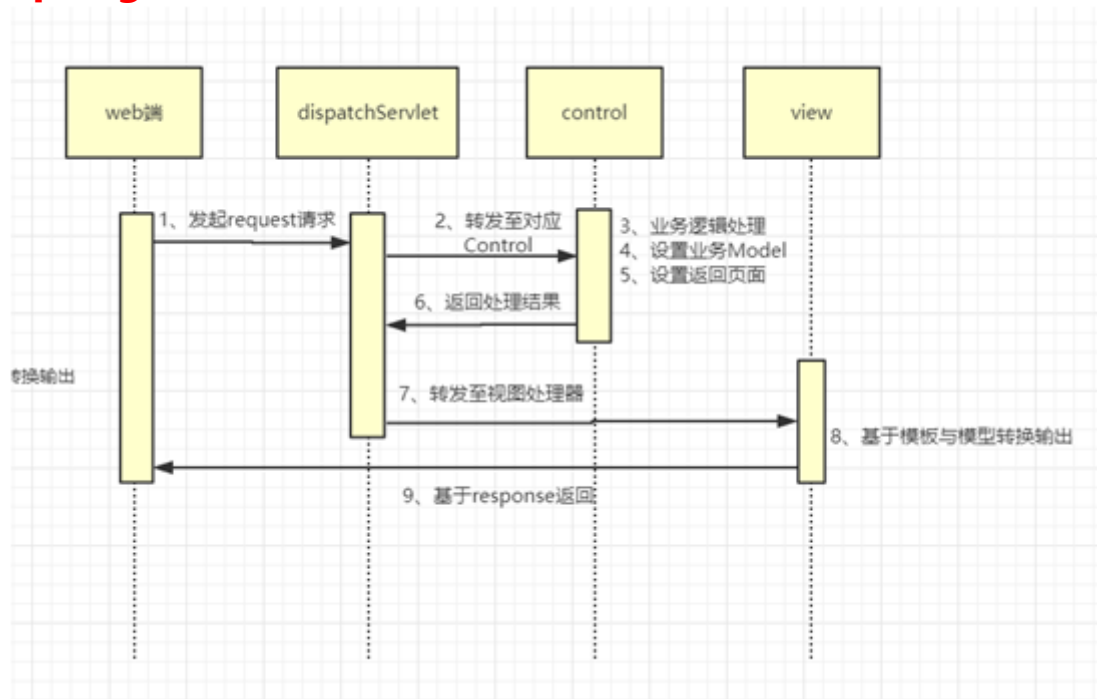 web端
dispatchServlet
control
view
1、发起request请求
2、转发至对应
Control
3、业务逻辑处理
4、设置业务Model
5、设置返回页面
6、返回处理结果
转换输出
7、转发至视图处理器
8、基于模板与模型转换输出
9、基于response返回